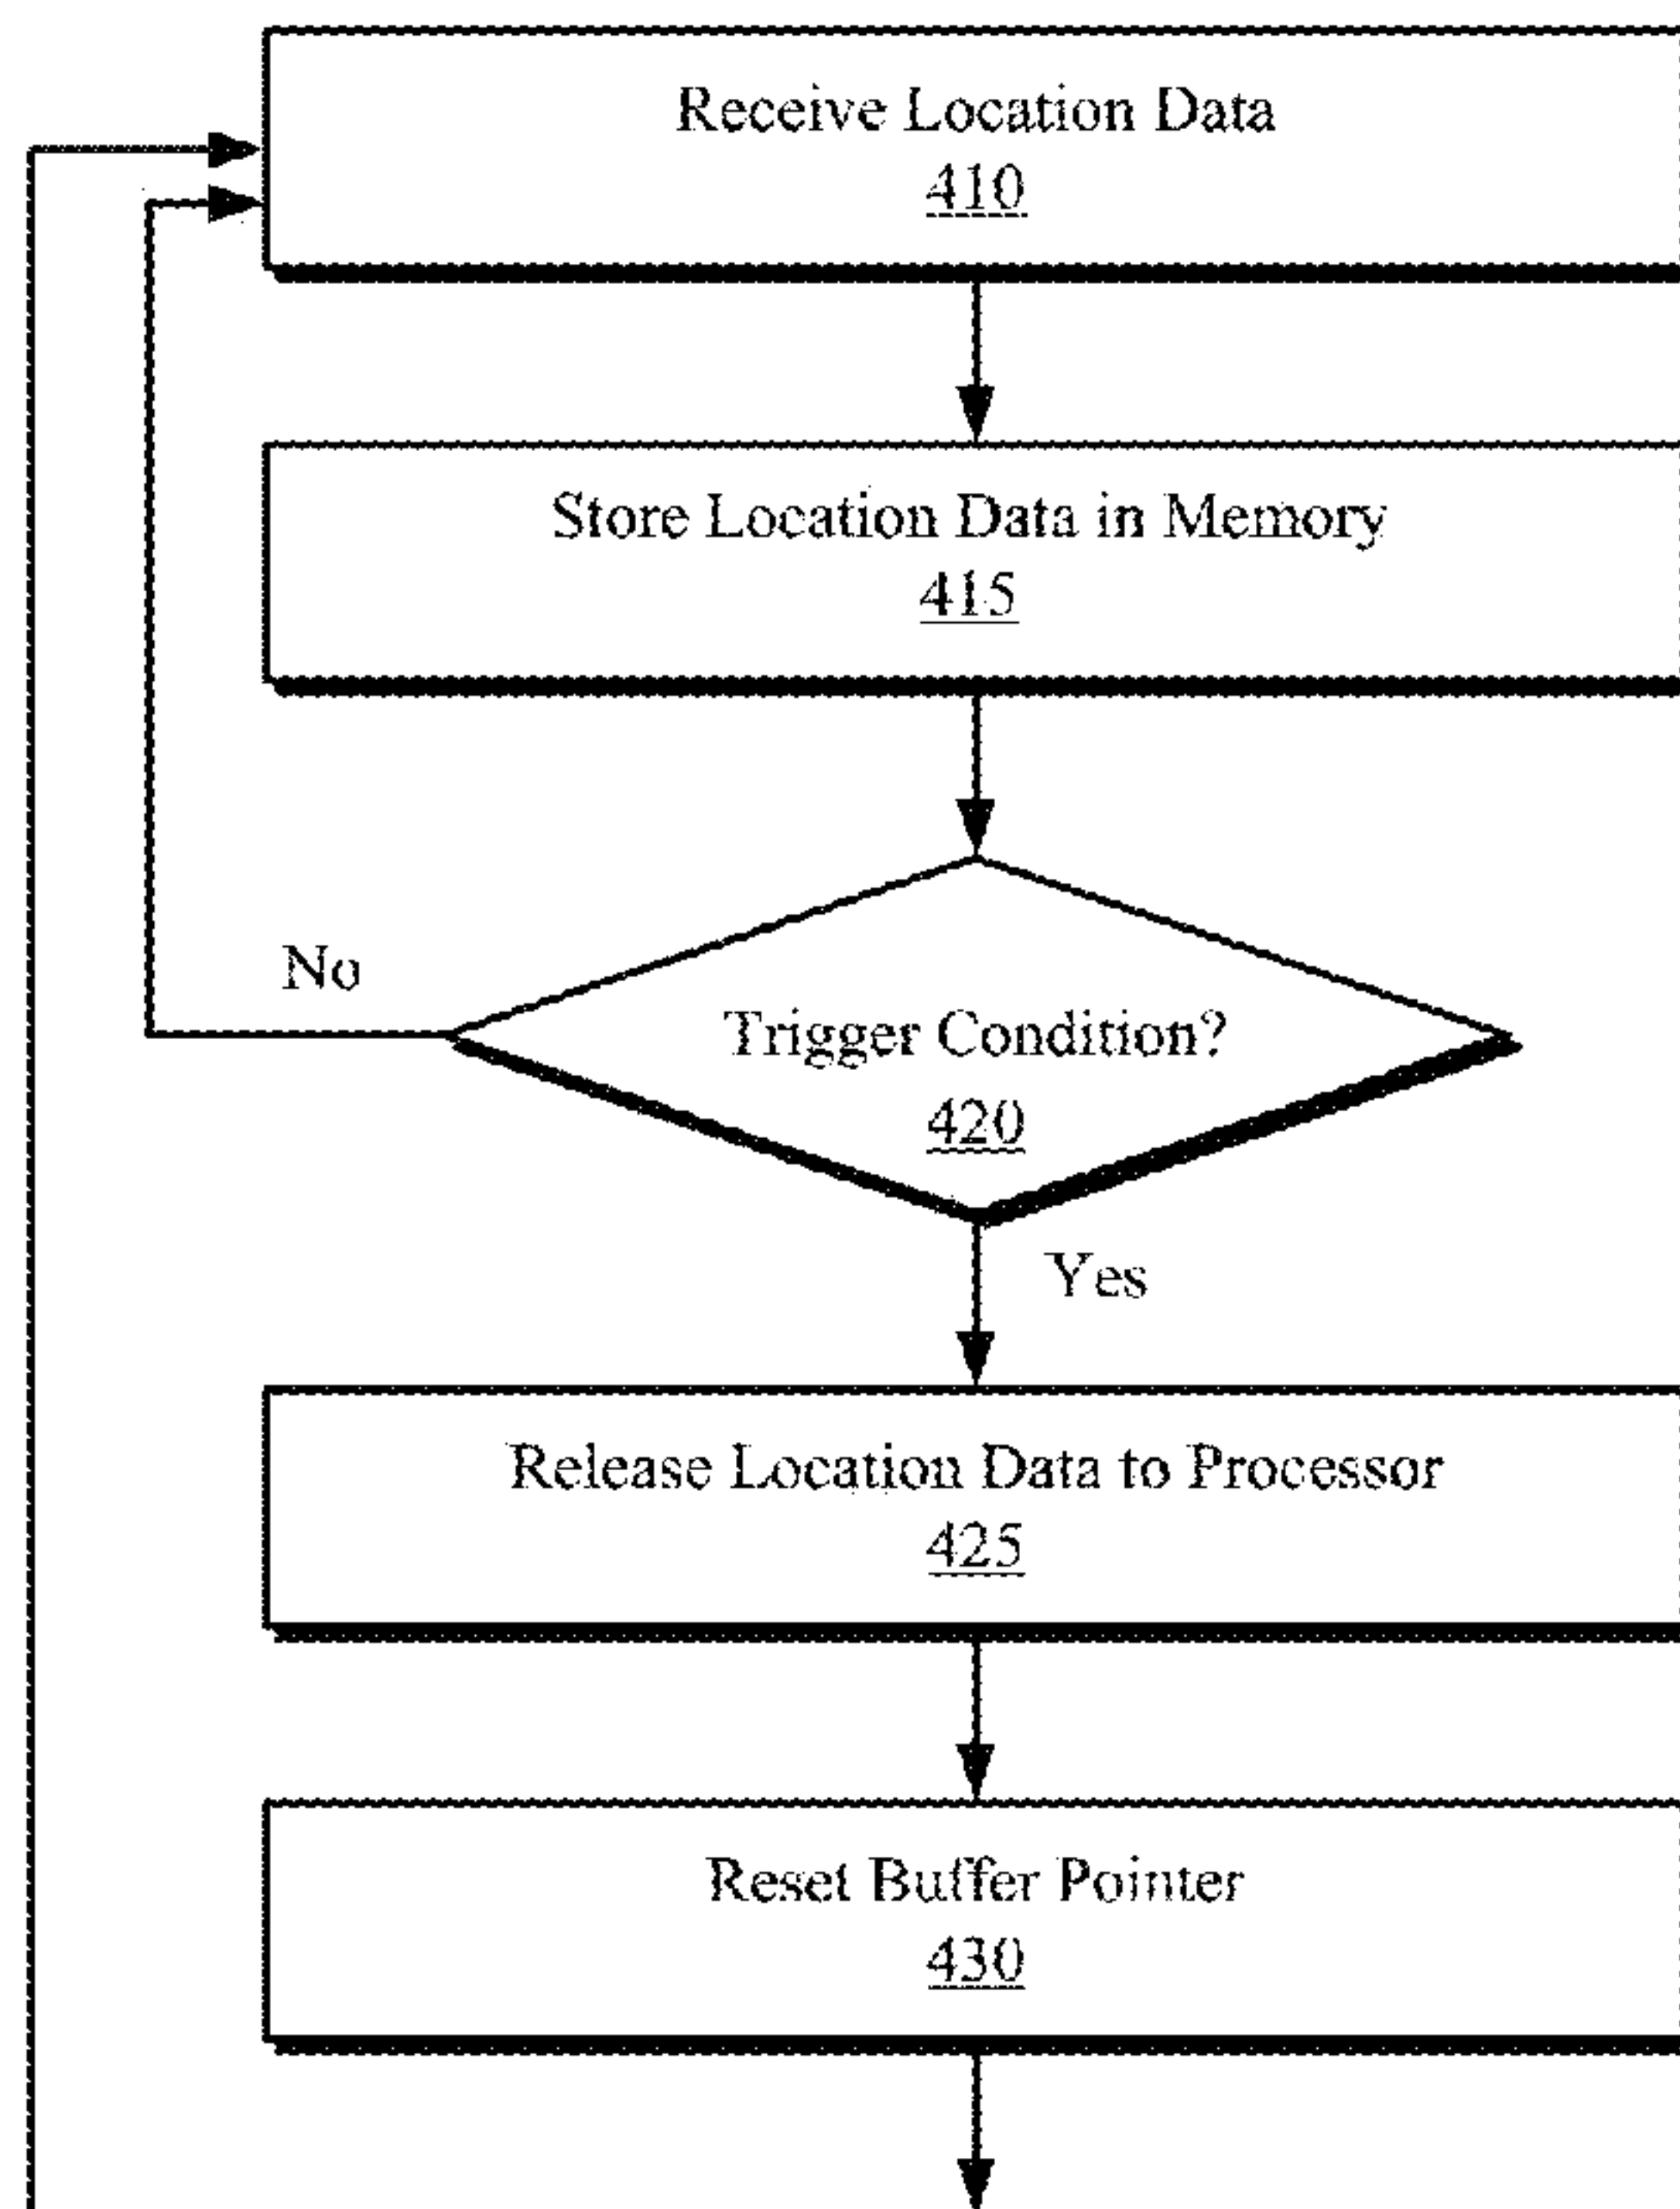 Receive Location Data
410
Store Location Data in Memory
415
No
Trigger Condition?
420
Yes
Release Location Data to Processor
425
Reset Buffer Pointer
430